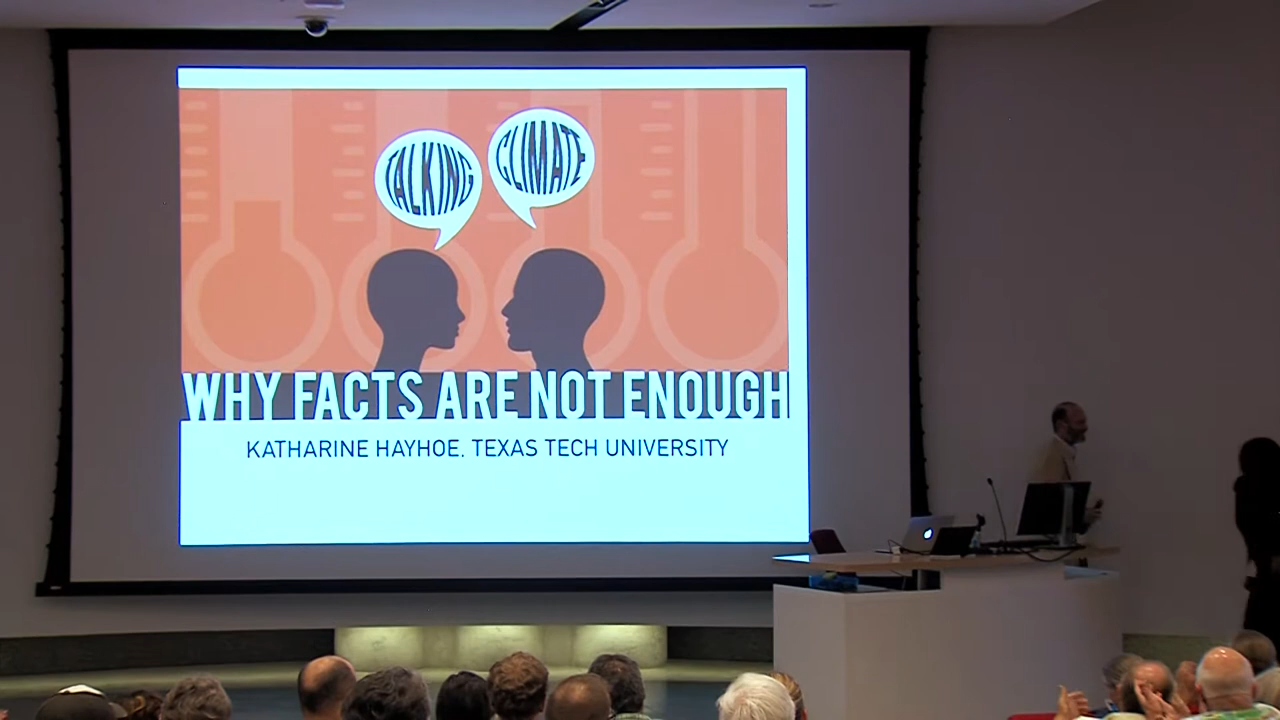 TALKING
CLIMATE
WHY FACTS ARE NOT ENOUGH
KATHARINE HAYHOE, TEXAS TECH UNIVERSITY